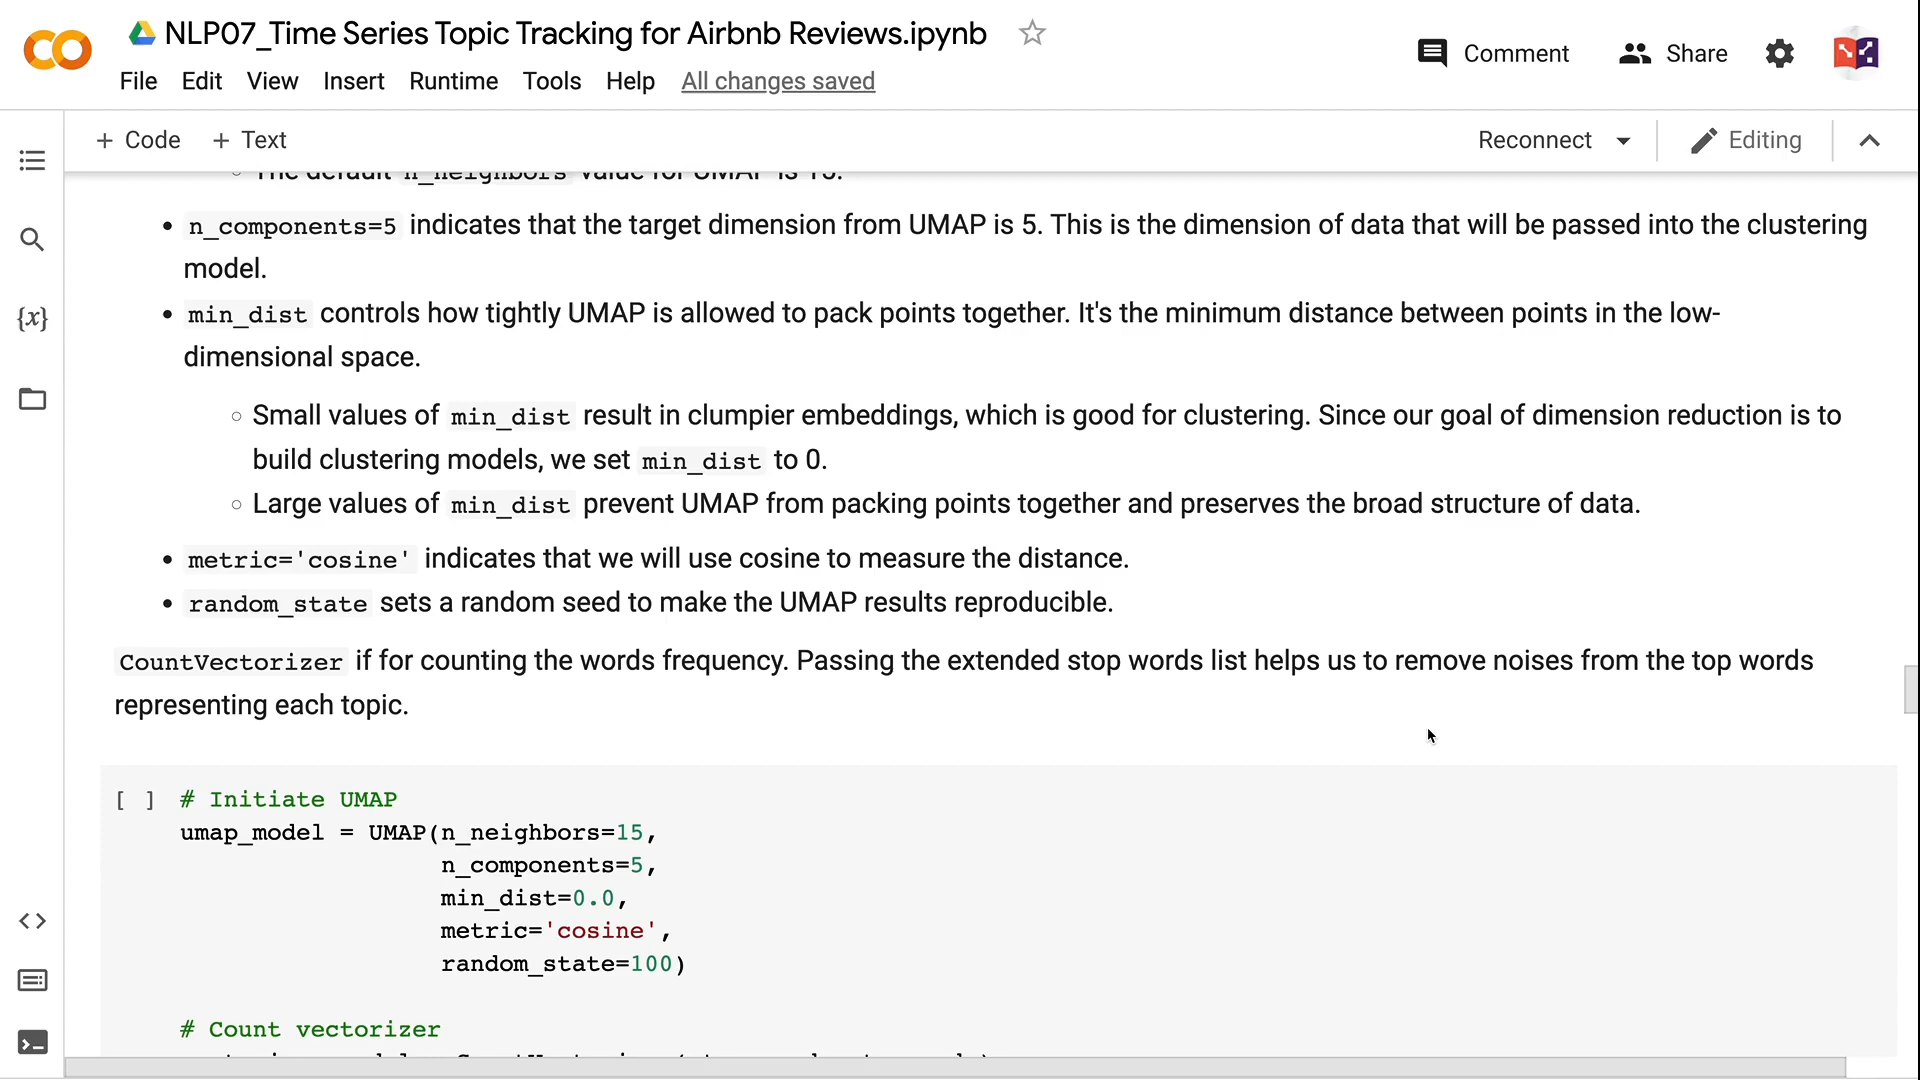 NLP07_Time Series Topic Tracking for Airbnb Reviews.ipynb
Comment
Share
File Edit View Insert Runtime Tools Help All changes saved
+ Code + Text
Reconnect
Editing
The default n_neighbors value for UMAP is 15.
n_components=5 indicates that the target dimension from UMAP is 5. This is the dimension of data that will be passed into the clustering
model.
min_dist controls how tightly UMAP is allowed to pack points together. It's the minimum distance between points in the low-
dimensional space.
Small values of min_dist result in clumpier embeddings, which is good for clustering. Since our goal of dimension reduction is to
build clustering models, we set min_dist to 0.
Large values of min_dist prevent UMAP from packing points together and preserves the broad structure of data.
metric='cosine' indicates that we will use cosine to measure the distance.
random_state sets a random seed to make the UMAP results reproducible.
CountVectorizer if for counting the words frequency. Passing the extended stop words list helps us to remove noises from the top words
representing each topic.
[ ] # Initiate UMAP
umap_model = UMAP(n_neighbors=15,
n_components=5,
min_dist=0.0,
metric='cosine',
random_state=100)
# Count vectorizer